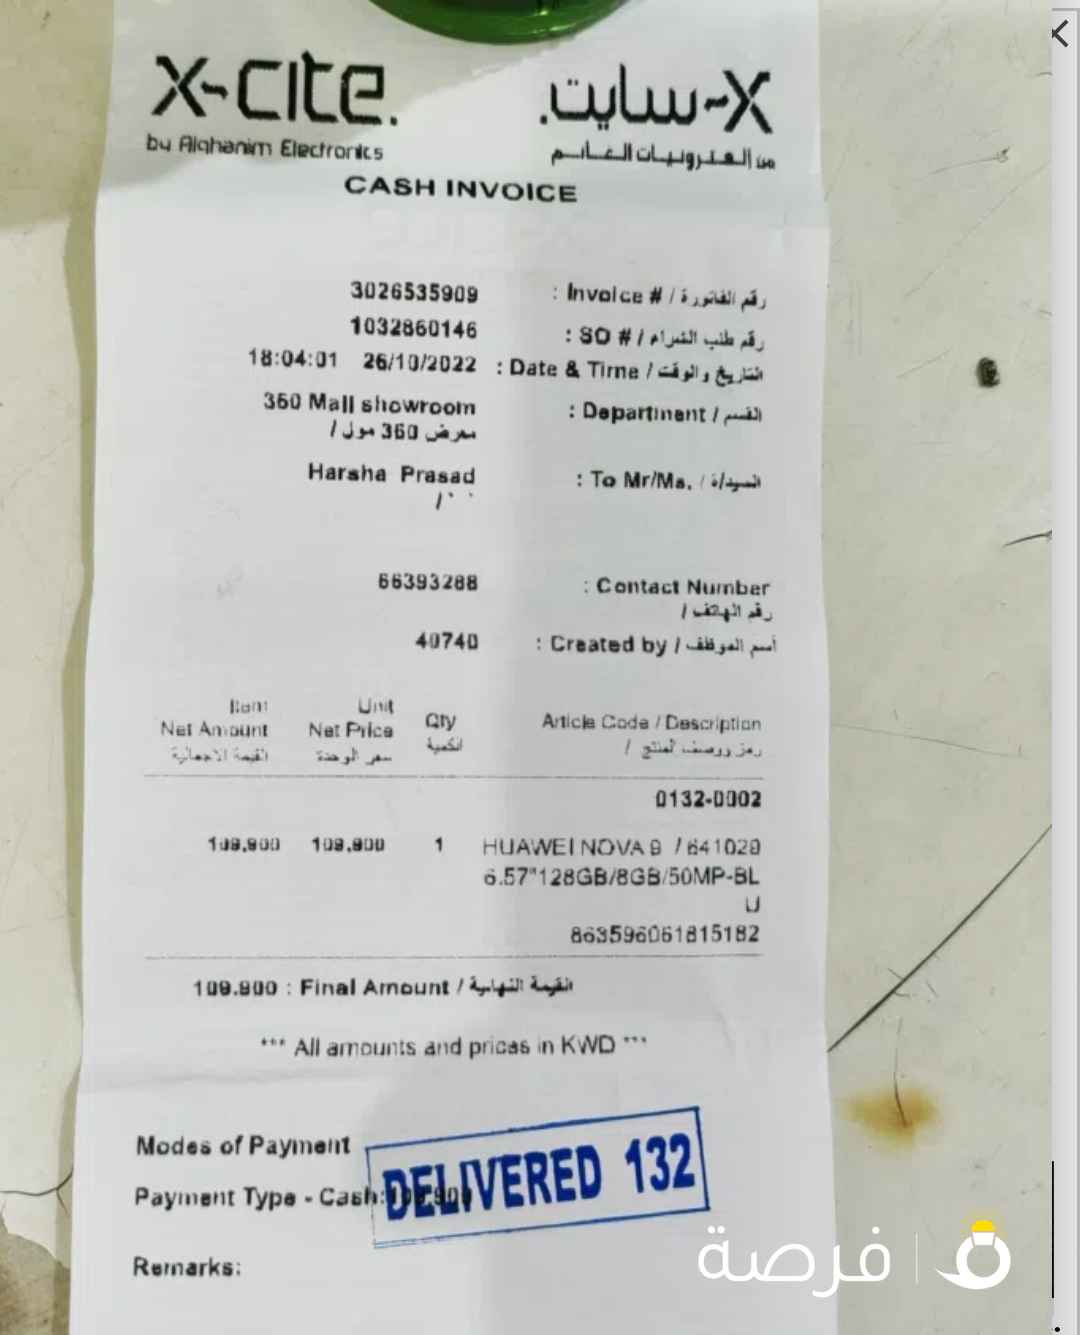 x-cite. X-سايت.
by Alghanim Electronics من الكترونيات الغانم
CASH INVOICE
3026535909 : Invoice # / رقم الفاتورة
1032860146 : SO # / رقم طلب الشراء
18:04:01 26/10/2022 : Date & Time / التاريخ والوقت
360 Mall showroom : Department / القسم
معرض 360 مول /
Harsha Prasad : To Mr/Ms. / السيد/ة
66393288 : Contact Number
رقم الهاتف /
40740 : Created by / اسم الموظف
Item Unit
Net Amount Net Price Qty Article Code / Description
القيمة الاجمالية سعر الوحدة الكمية رمز ووصف المنتج /
0132-0002
109.900 109.900 1 HUAWEI NOVA 9 / 641020
6.57"128GB/8GB/50MP-BL
U
863596061815182
109.900 : Final Amount / القيمة النهائية
*** All amounts and prices in KWD ***
Modes of Payment
Payment Type - Cash:109.900
DELIVERED 132
Remarks:
فرصة